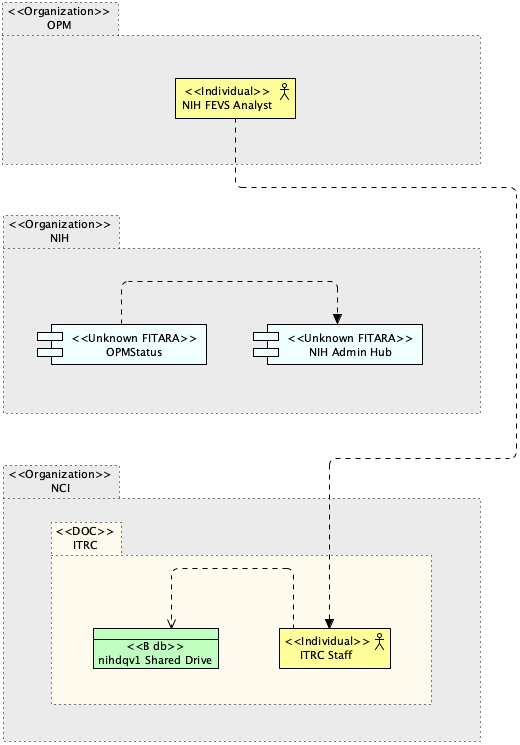 <<Organization>>
OPM
<<Individual>>
NIH FEVS Analyst
<<Organization>>
NIH
<<Unknown FITARA>>
OPMStatus
<<Unknown FITARA>>
NIH Admin Hub
<<Organization>>
NCI
<<DOC>>
ITRC
<<B db>>
nihdqv1 Shared Drive
<<Individual>>
ITRC Staff